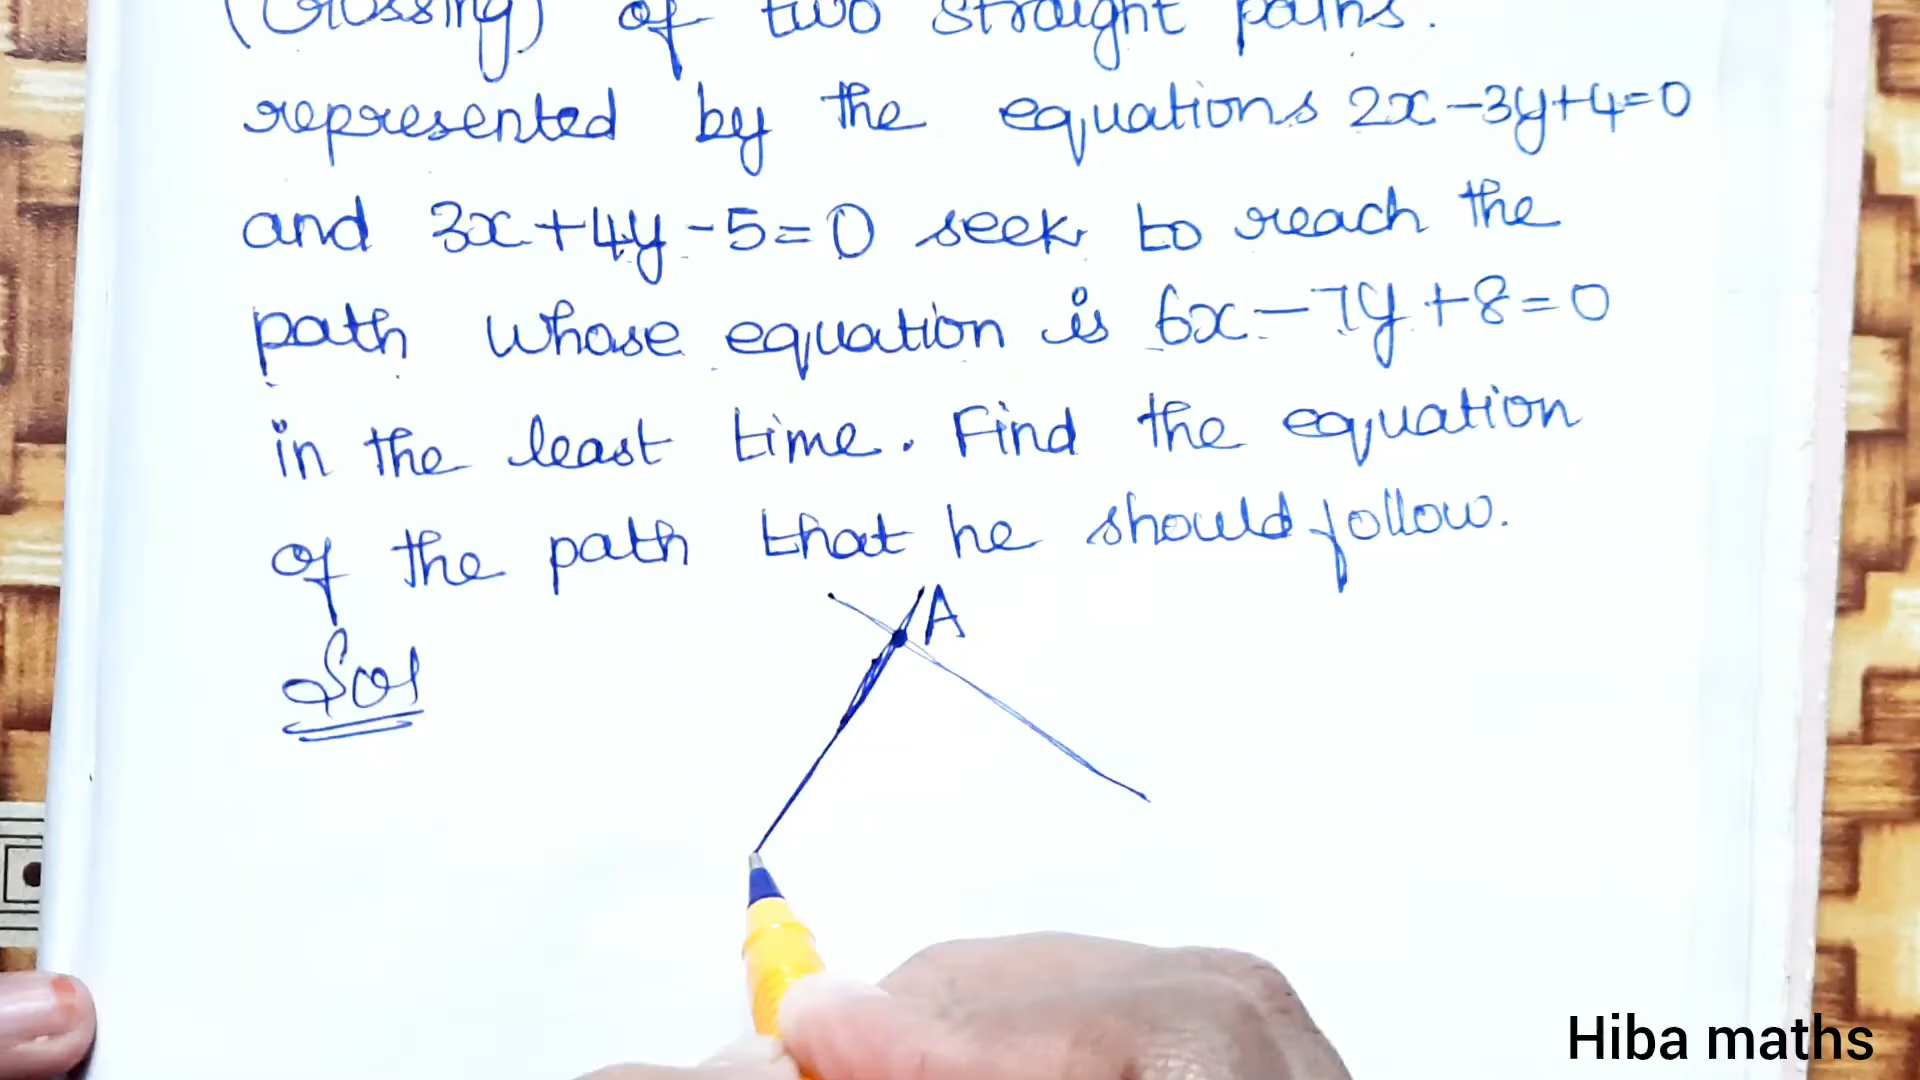 (Crossing) of two straight paths.
represented by the equations 2x-3y+4=0
and 3x+4y-5=0 seek to reach the
path whose equation is 6x-7y+8=0
in the least time. Find the equation
of the path that he should follow.
A
Sol
Hiba maths